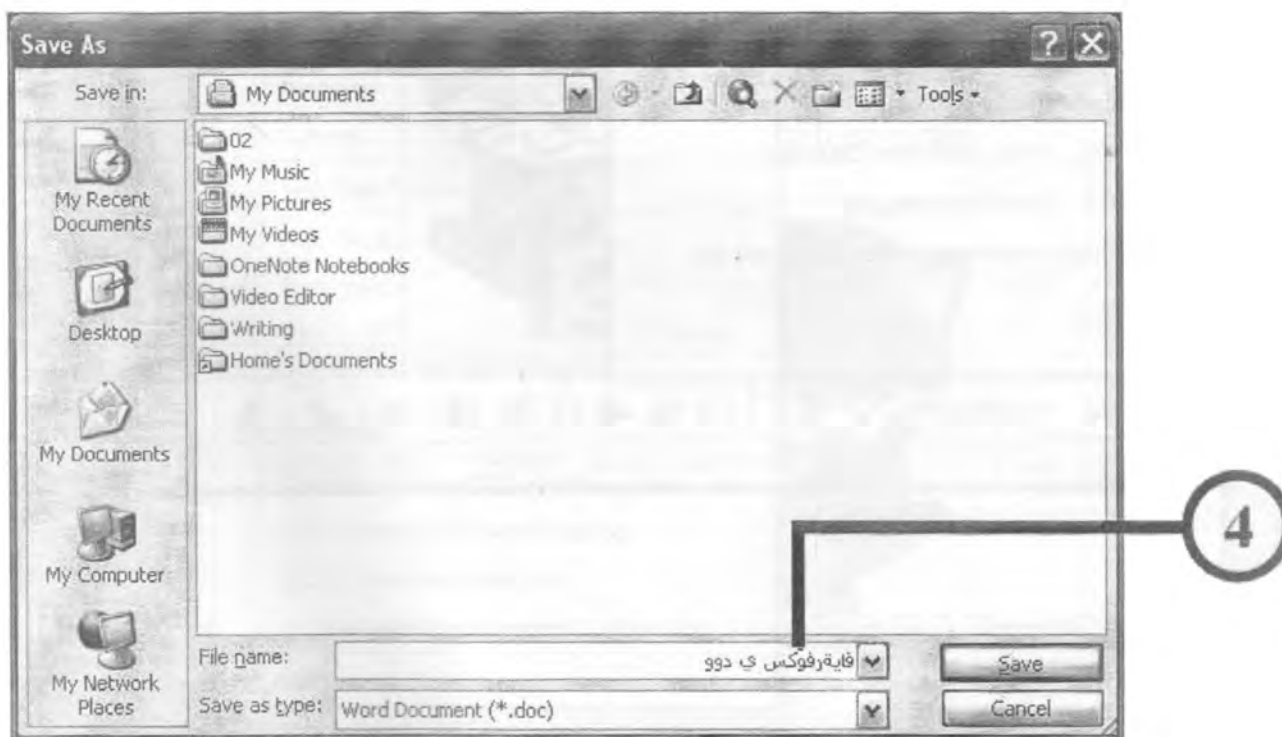 Save As
Save in:
My Documents
Tools
My Recent
Documents
Desktop
My Documents
My Computer
My Network
Places
02
My Music
My Pictures
My Videos
OneNote Notebooks
Video Editor
Writing
Home's Documents
4
File name:
فایةرفۆکس ي دوو
Save
Save as type:
Word Document (*.doc)
Cancel